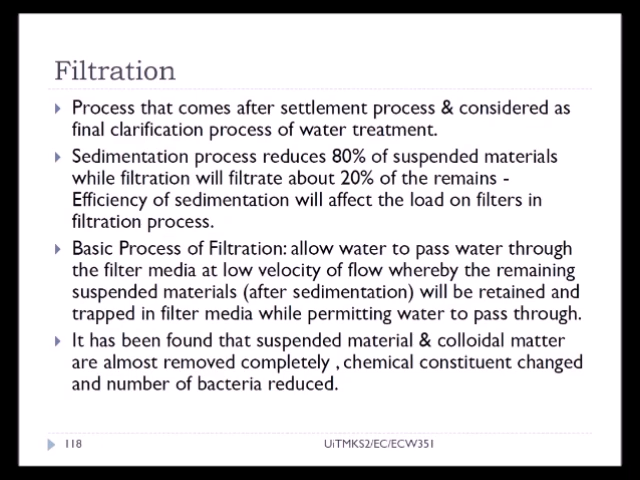 Filtration
Process that comes after settlement process & considered as
final clarification process of water treatment.
Sedimentation process reduces 80% of suspended materials
while filtration will filtrate about 20% of the remains -
Efficiency of sedimentation will affect the load on filters in
filtration process.
Basic Process of Filtration: allow water to pass water through
the filter media at low velocity of flow whereby the remaining
suspended materials (after sedimentation) will be retained and
trapped in filter media while permitting water to pass through.
It has been found that suspended material & colloidal matter
are almost removed completely , chemical constituent changed
and number of bacteria reduced.
118
UiTMKS2/EC/ECW351